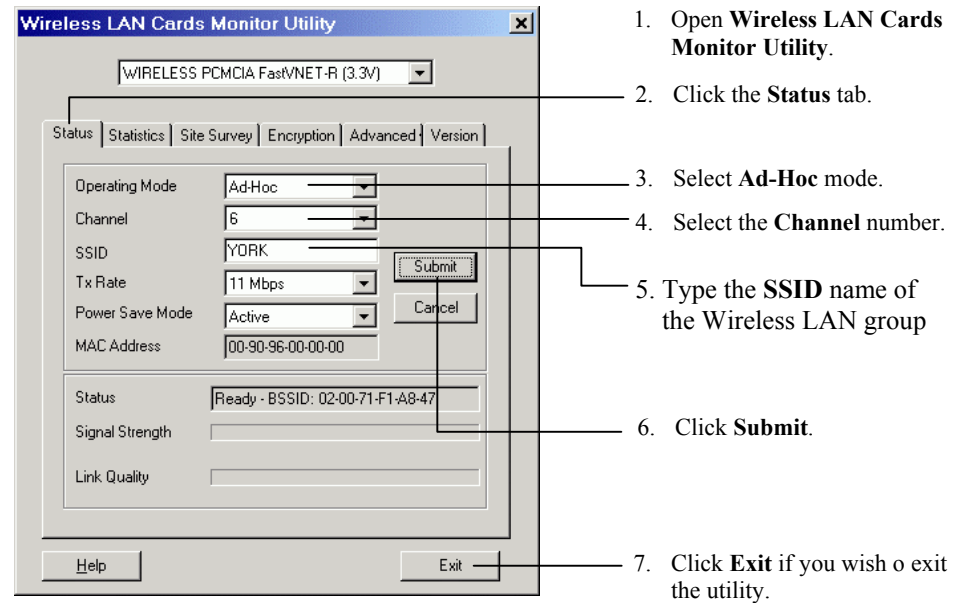 Wireless LAN Cards Monitor Utility
WIRELESS PCMCIA FastVNET-R (3.3V)
Status Statistics Site Survey Encryption Advanced Version
Operating Mode Ad-Hoc
Channel 6
SSID YORK
Tx Rate 11 Mbps
Power Save Mode Active
MAC Address 00-90-96-00-00-00
Submit
Cancel
Status Ready - BSSID: 02-00-71-F1-A8-47
Signal Strength
Link Quality
Help Exit
1. Open Wireless LAN Cards
Monitor Utility.
2. Click the Status tab.
3. Select Ad-Hoc mode.
4. Select the Channel number.
5. Type the SSID name of
the Wireless LAN group
6. Click Submit.
7. Click Exit if you wish o exit
the utility.